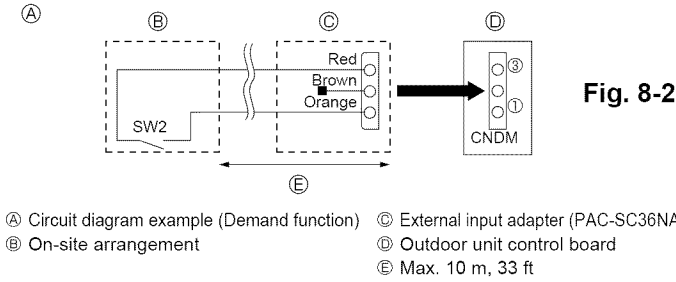 Ⓐ
Ⓑ Ⓒ Ⓓ
Red
Brown
Orange
SW2
③
①
CNDM
Fig. 8-2
Ⓔ
Ⓐ Circuit diagram example (Demand function)
Ⓑ On-site arrangement
Ⓒ External input adapter (PAC-SC36NA
Ⓓ Outdoor unit control board
Ⓔ Max. 10 m, 33 ft